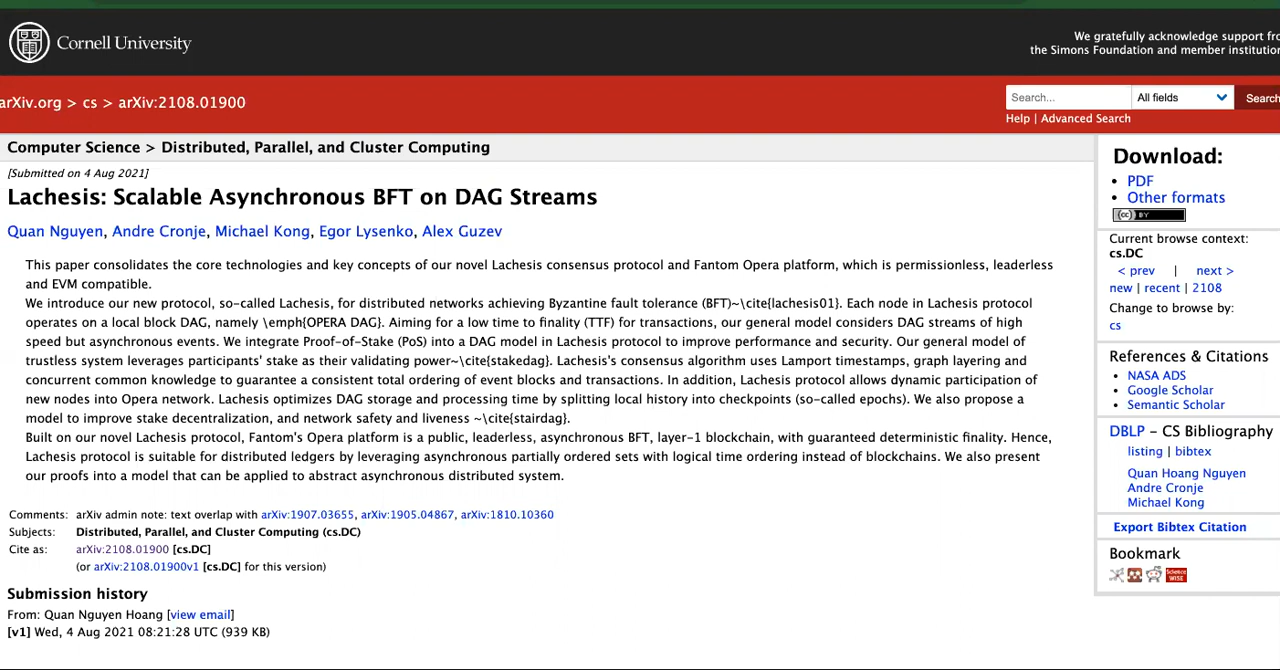 Cornell University
We gratefully acknowledge support fro
the Simons Foundation and member institution
arXiv.org > cs > arXiv:2108.01900
Search...
All fields
Search
Help | Advanced Search
Computer Science > Distributed, Parallel, and Cluster Computing
[Submitted on 4 Aug 2021]
Lachesis: Scalable Asynchronous BFT on DAG Streams
Quan Nguyen, Andre Cronje, Michael Kong, Egor Lysenko, Alex Guzev
This paper consolidates the core technologies and key concepts of our novel Lachesis consensus protocol and Fantom Opera platform, which is permissionless, leaderless
and EVM compatible.
We introduce our new protocol, so-called Lachesis, for distributed networks achieving Byzantine fault tolerance (BFT)~\cite{lachesis01}. Each node in Lachesis protocol
operates on a local block DAG, namely \emph{OPERA DAG}. Aiming for a low time to finality (TTF) for transactions, our general model considers DAG streams of high
speed but asynchronous events. We integrate Proof-of-Stake (PoS) into a DAG model in Lachesis protocol to improve performance and security. Our general model of
trustless system leverages participants' stake as their validating power~\cite{stakedag}. Lachesis's consensus algorithm uses Lamport timestamps, graph layering and
concurrent common knowledge to guarantee a consistent total ordering of event blocks and transactions. In addition, Lachesis protocol allows dynamic participation of
new nodes into Opera network. Lachesis optimizes DAG storage and processing time by splitting local history into checkpoints (so-called epochs). We also propose a
model to improve stake decentralization, and network safety and liveness ~\cite{stairdag}.
Built on our novel Lachesis protocol, Fantom's Opera platform is a public, leaderless, asynchronous BFT, layer-1 blockchain, with guaranteed deterministic finality. Hence,
Lachesis protocol is suitable for distributed ledgers by leveraging asynchronous partially ordered sets with logical time ordering instead of blockchains. We also present
our proofs into a model that can be applied to abstract asynchronous distributed system.
Comments: arXiv admin note: text overlap with arXiv:1907.03655, arXiv:1905.04867, arXiv:1810.10360
Subjects: Distributed, Parallel, and Cluster Computing (cs.DC)
Cite as: arXiv:2108.01900 [cs.DC]
(or arXiv:2108.01900v1 [cs.DC] for this version)
Submission history
From: Quan Nguyen Hoang [view email]
[v1] Wed, 4 Aug 2021 08:21:28 UTC (939 KB)
Download:
• PDF
• Other formats
(cc) BY
Current browse context:
cs.DC
< prev | next >
new | recent | 2108
Change to browse by:
cs
References & Citations
• NASA ADS
• Google Scholar
• Semantic Scholar
DBLP - CS Bibliography
listing | bibtex
Quan Hoang Nguyen
Andre Cronje
Michael Kong
Export Bibtex Citation
Bookmark
Science
WISE